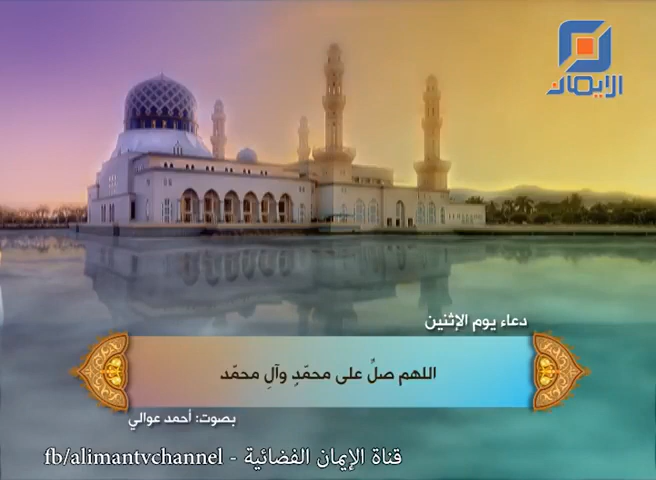 الإيمان
دعاء يوم الإثنين
اللهم صلِّ على محمّدٍ وآلِ محمّد
بصوت: أحمد عوالي
قناة الإيمان الفضائية - fb/alimantvchannel